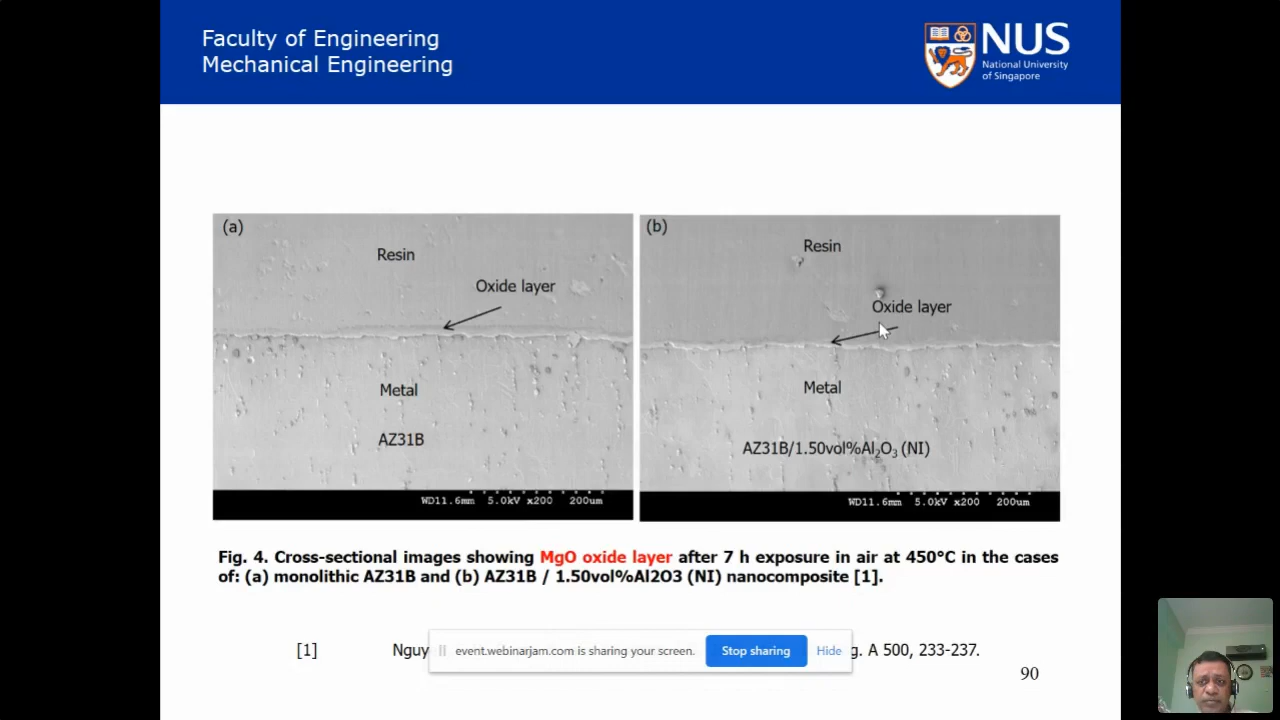 Faculty of Engineering
Mechanical Engineering
NUS
National University
of Singapore
(a)
Resin
Oxide layer
Metal
AZ31B
WD11.6mm 5.0kV x200 200um
(b)
Resin
Oxide layer
Metal
AZ31B/1.50vol%Al₂O₃ (NI)
WD11.6mm 5.0kV x200 200um
Fig. 4. Cross-sectional images showing MgO oxide layer after 7 h exposure in air at 450°C in the cases
of: (a) monolithic AZ31B and (b) AZ31B / 1.50vol%Al2O3 (NI) nanocomposite [1].
[1] Nguy g. A 500, 233-237.
event.webinarjam.com is sharing your screen. Stop sharing Hide
90